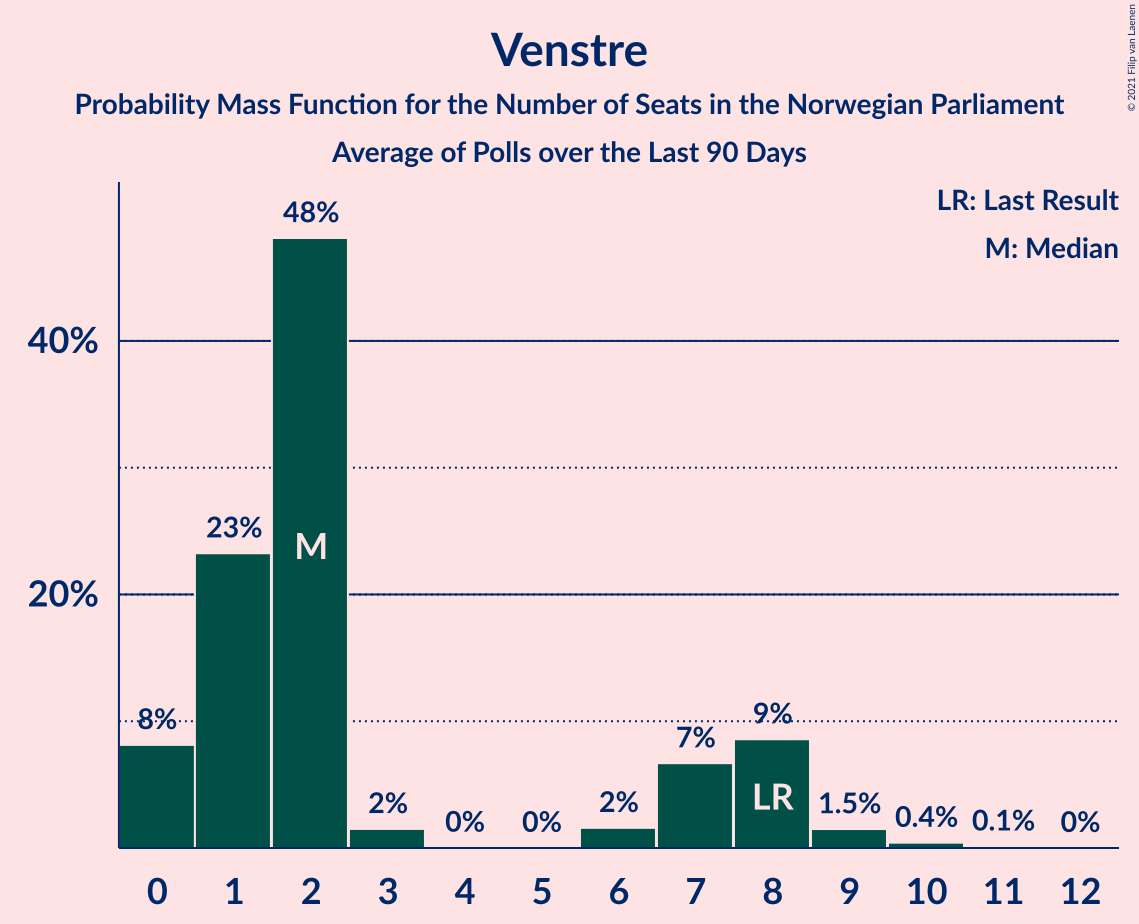 Venstre
Probability Mass Function for the Number of Seats in the Norwegian Parliament
Average of Polls over the Last 90 Days
© 2021 Filip van Laenen
LR: Last Result
M: Median
40%
20%
8%
23%
48%
2%
0%
0%
2%
7%
9%
1.5%
0.4%
0.1%
0%
M
LR
0 1 2 3 4 5 6 7 8 9 10 11 12